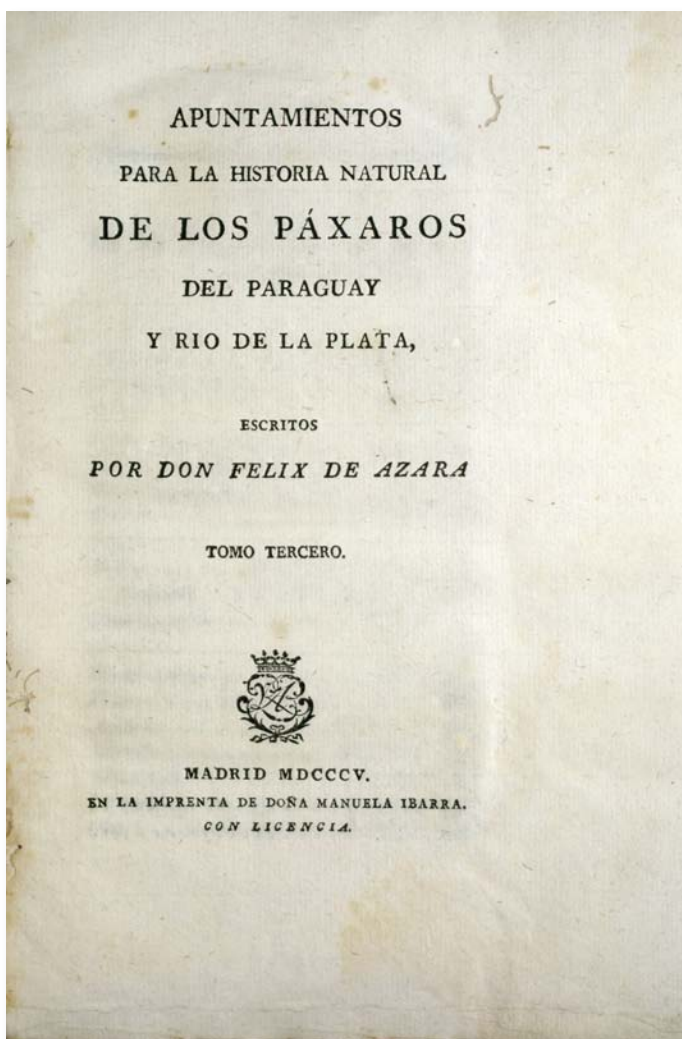 APUNTAMIENTOS
PARA LA HISTORIA NATURAL
DE LOS PÁXAROS
DEL PARAGUAY
Y RIO DE LA PLATA,
ESCRITOS
POR DON FELIX DE AZARA
TOMO TERCERO.
MADRID MDCCCV.
EN LA IMPRENTA DE DOÑA MANUELA IBARRA.
CON LICENCIA.